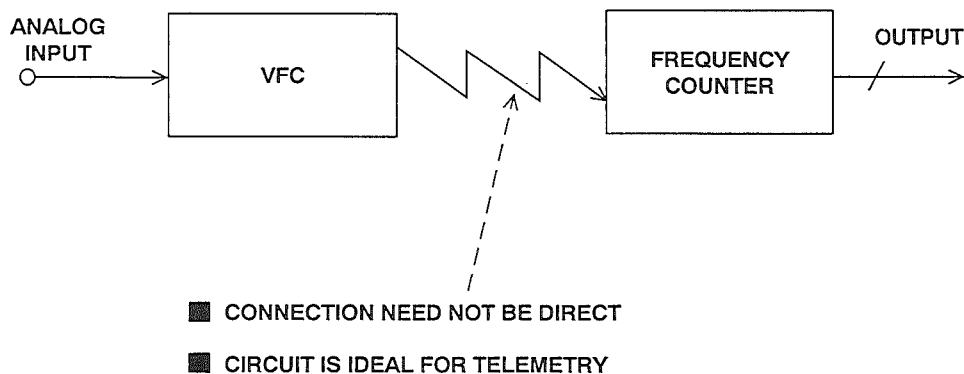 ANALOG
INPUT
VFC
FREQUENCY
COUNTER
OUTPUT
CONNECTION NEED NOT BE DIRECT
CIRCUIT IS IDEAL FOR TELEMETRY